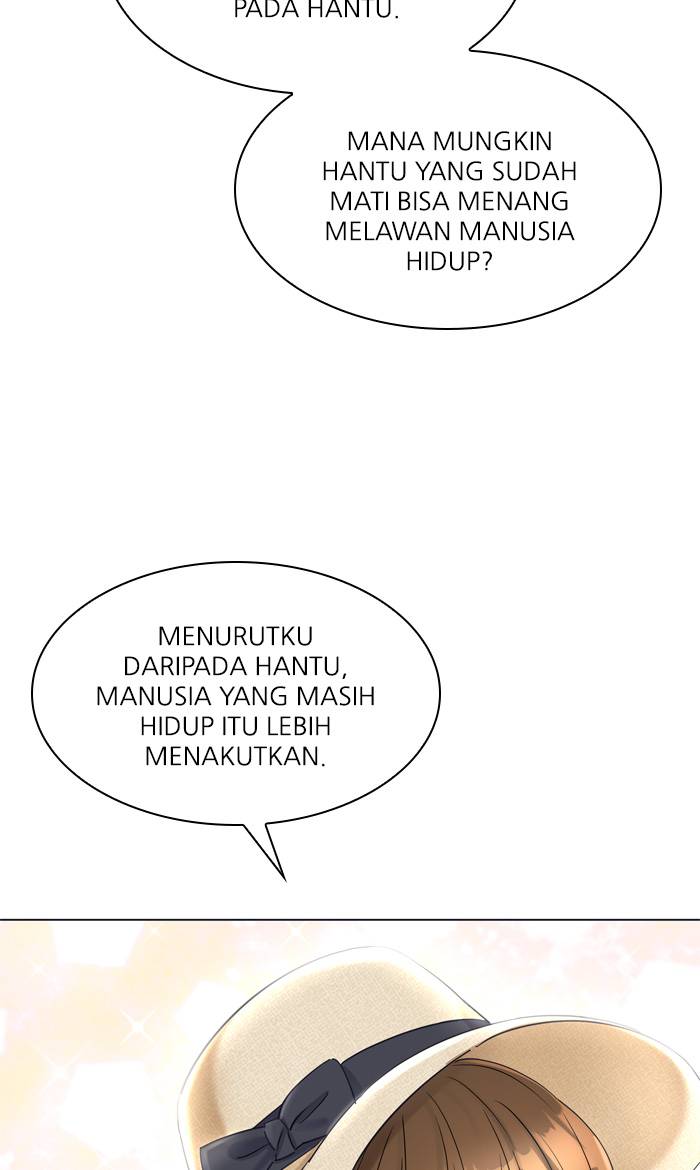 PADA HANTU.
MANA MUNGKIN
HANTU YANG SUDAH
MATI BISA MENANG
MELAWAN MANUSIA
HIDUP?
MENURUTKU
DARIPADA HANTU,
MANUSIA YANG MASIH
HIDUP ITU LEBIH
MENAKUTKAN.